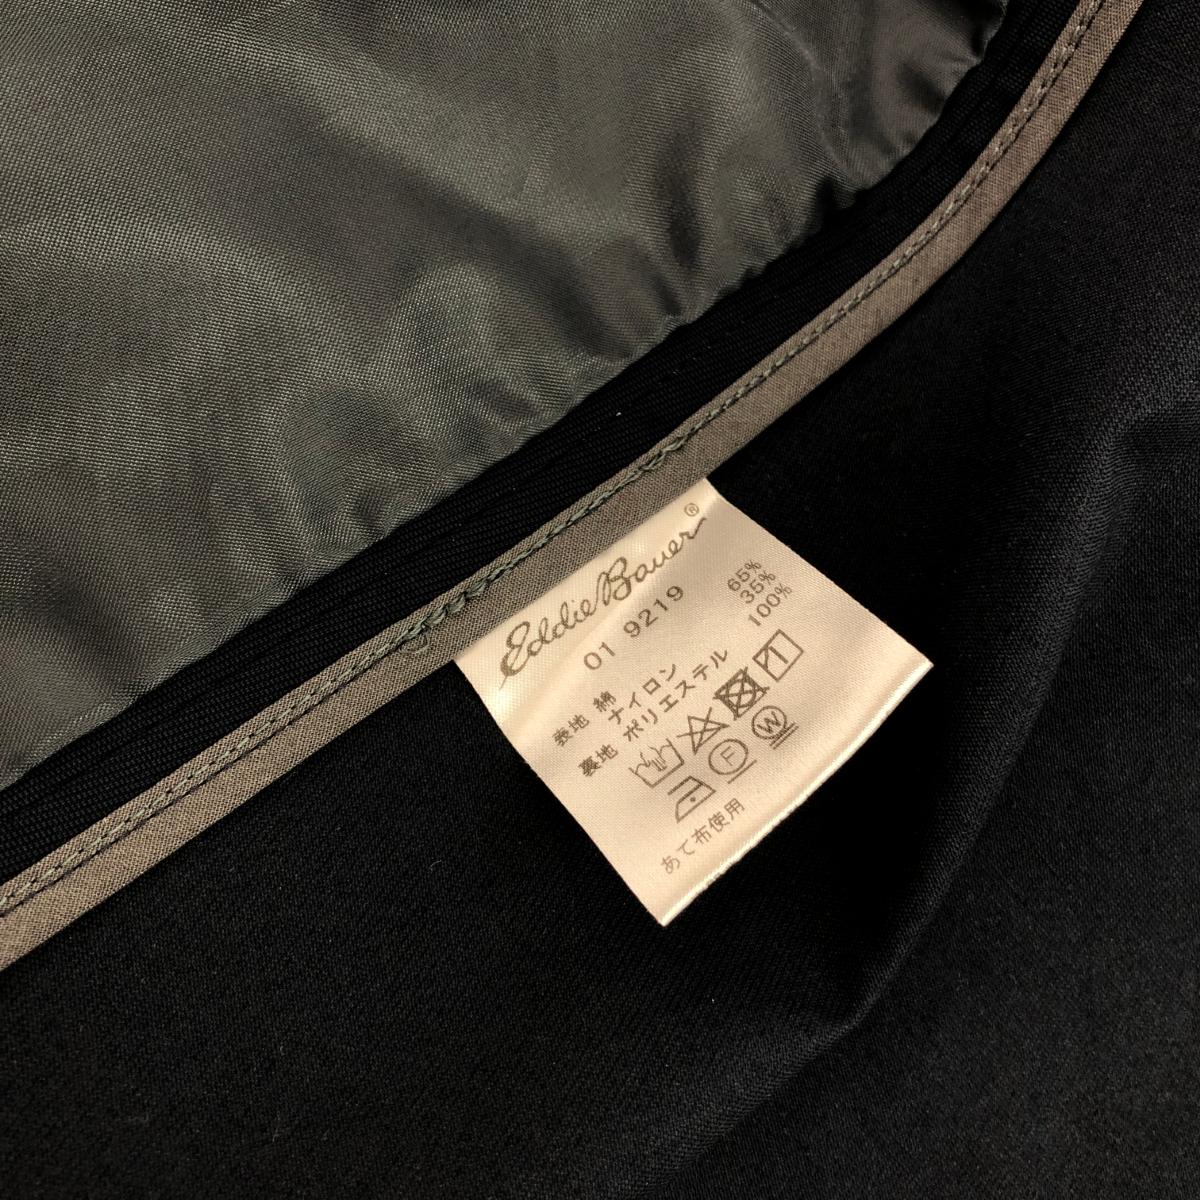 Eddie Bauer®
01 9219
表地 綿 65%
ナイロン 35%
裏地 ポリエステル 100%
F W
あて布使用